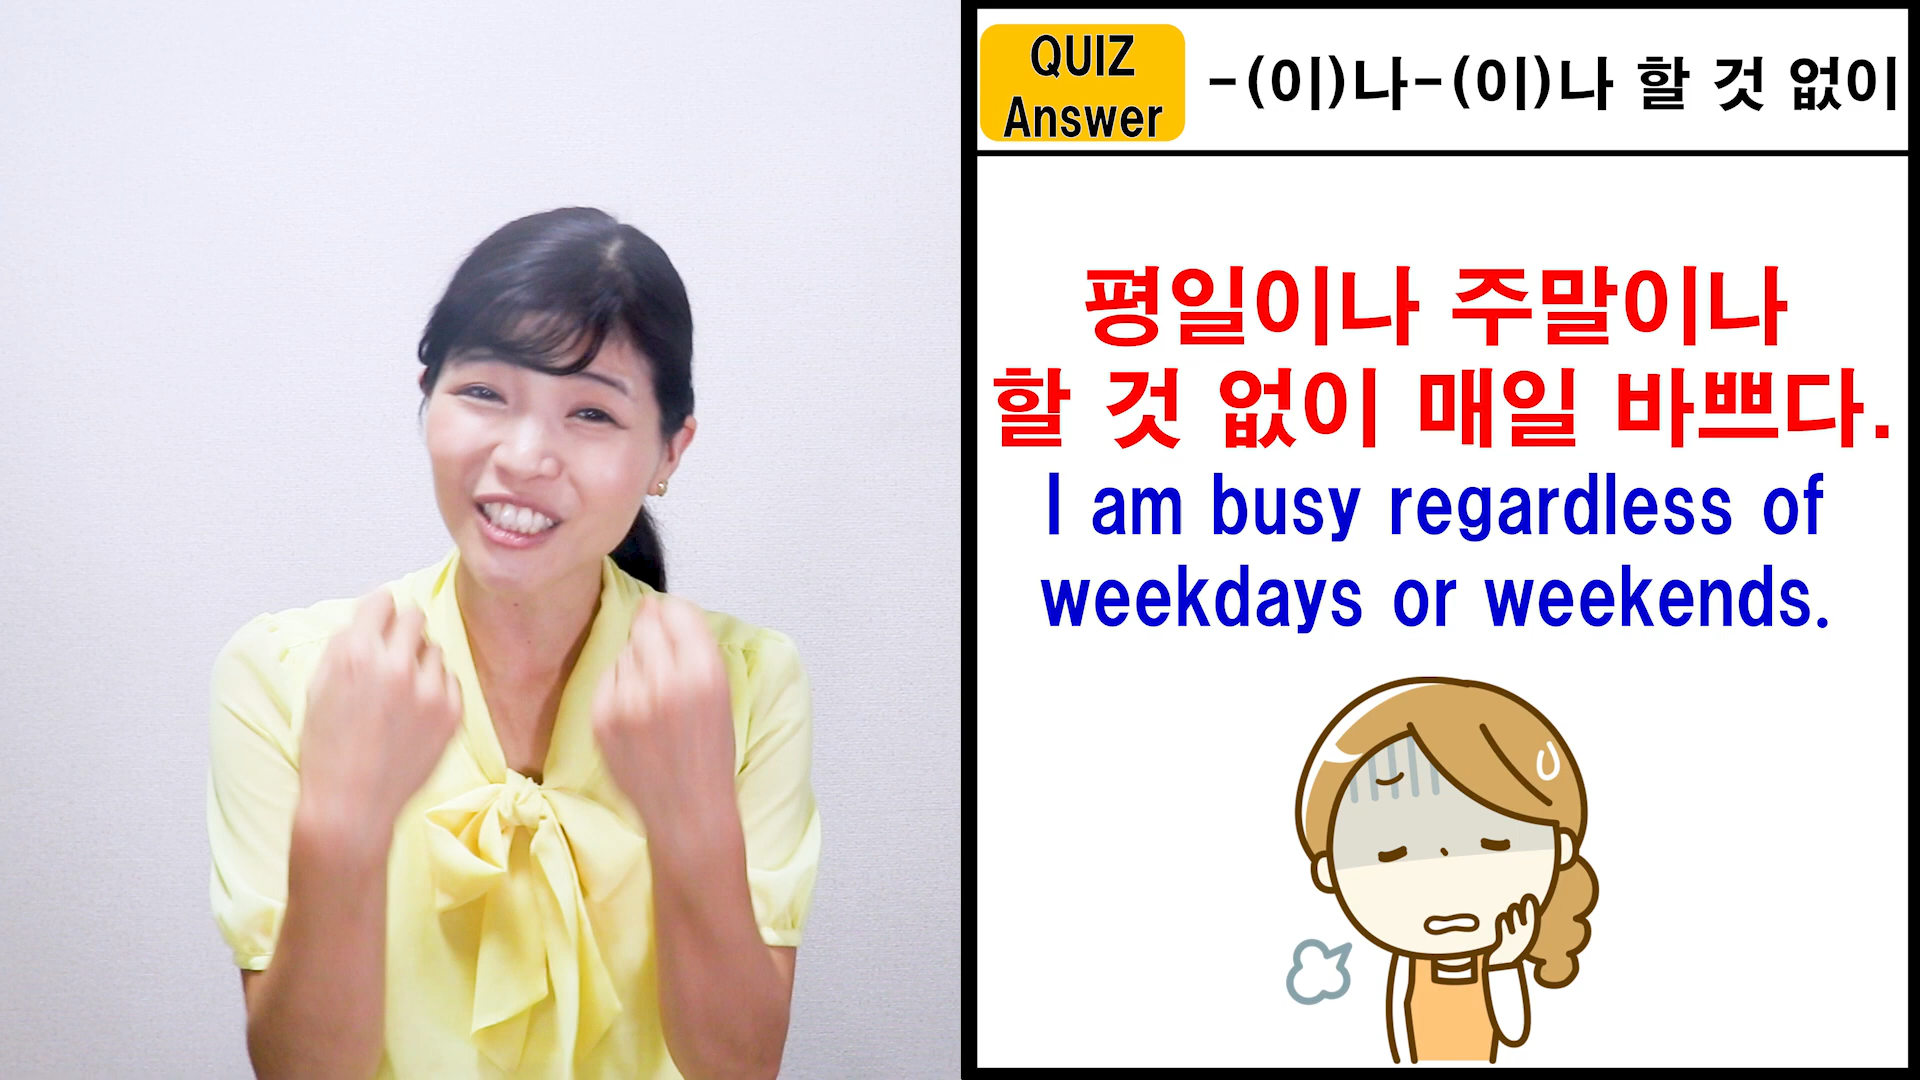 QUIZ
Answer
-(이)나-(이)나 할 것 없이
평일이나 주말이나
할 것 없이 매일 바쁘다.
I am busy regardless of
weekdays or weekends.